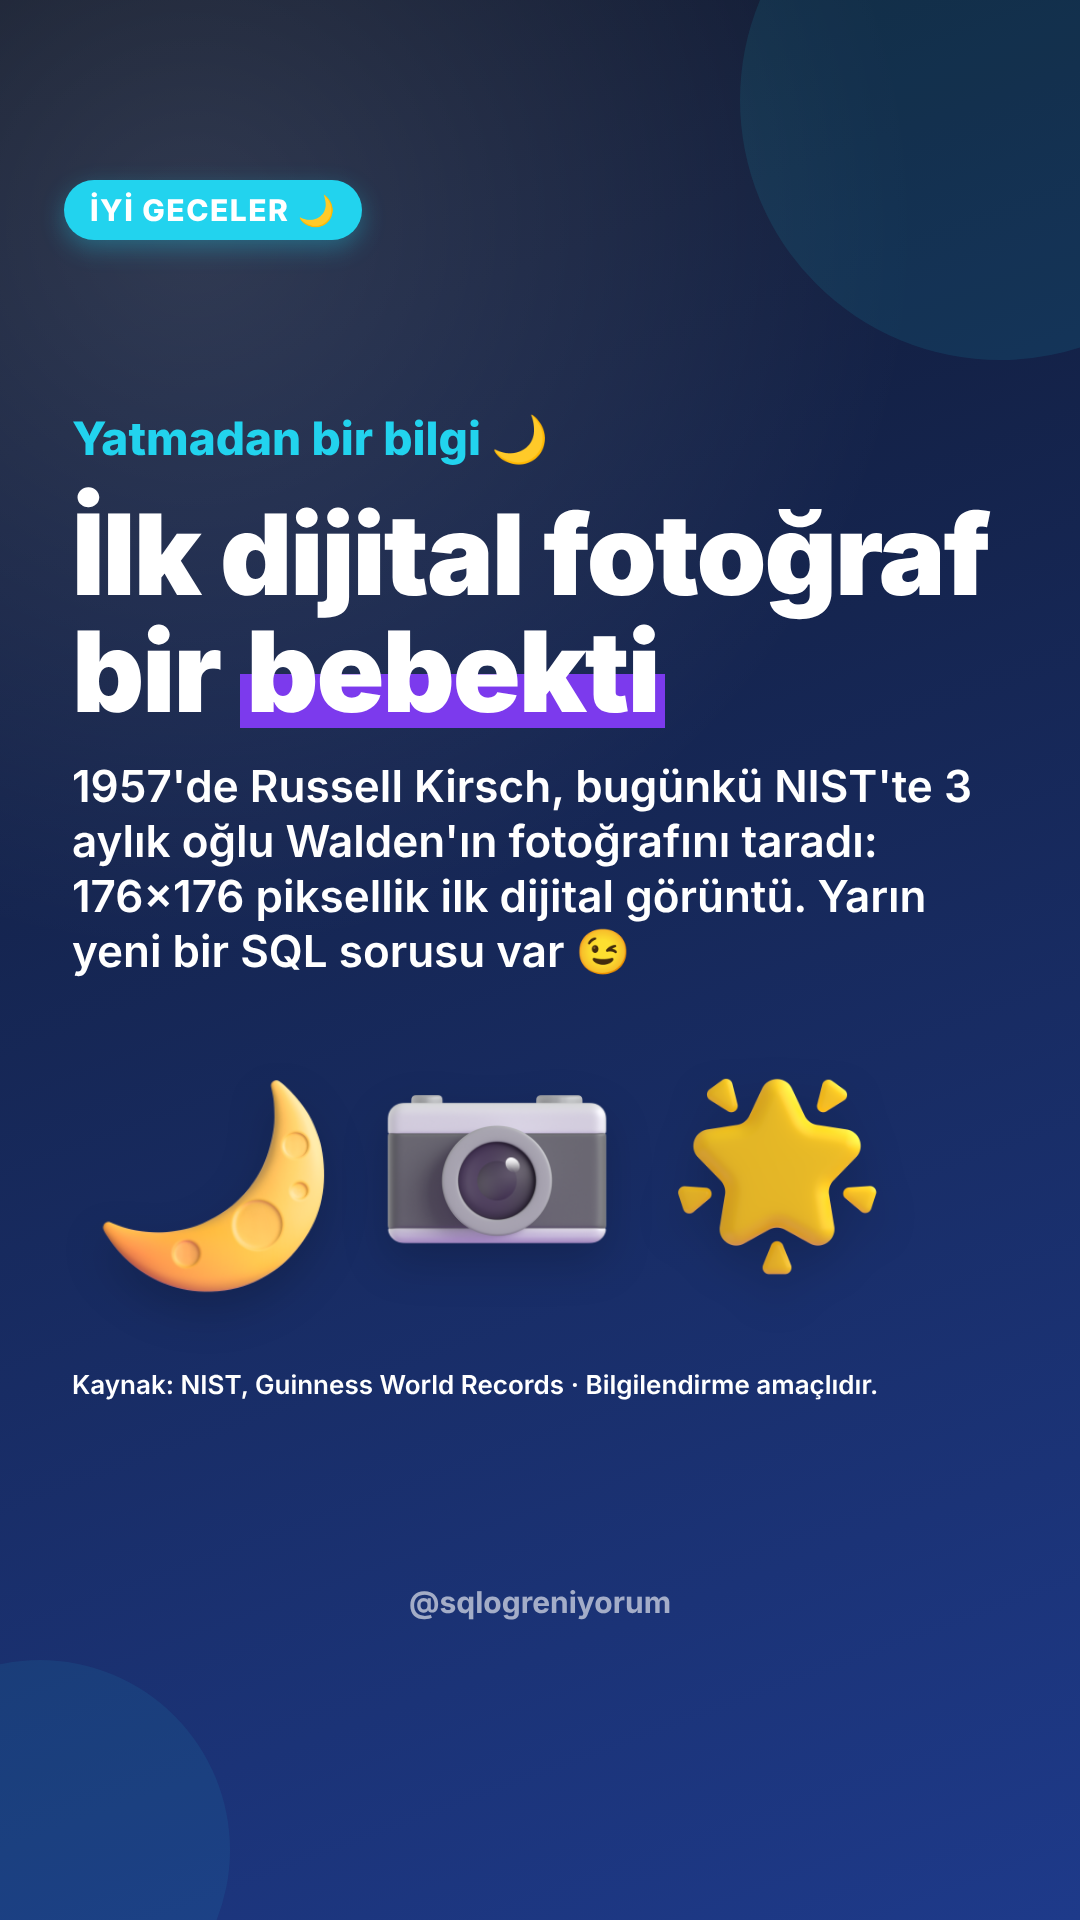 İYİ GECELER 🌙
Yatmadan bir bilgi 🌙
İlk dijital fotoğraf
bir bebekti
1957'de Russell Kirsch, bugünkü NIST'te 3
aylık oğlu Walden'ın fotoğrafını taradı:
176×176 piksellik ilk dijital görüntü. Yarın
yeni bir SQL sorusu var 😉
Kaynak: NIST, Guinness World Records · Bilgilendirme amaçlıdır.
@sqlogreniyorum